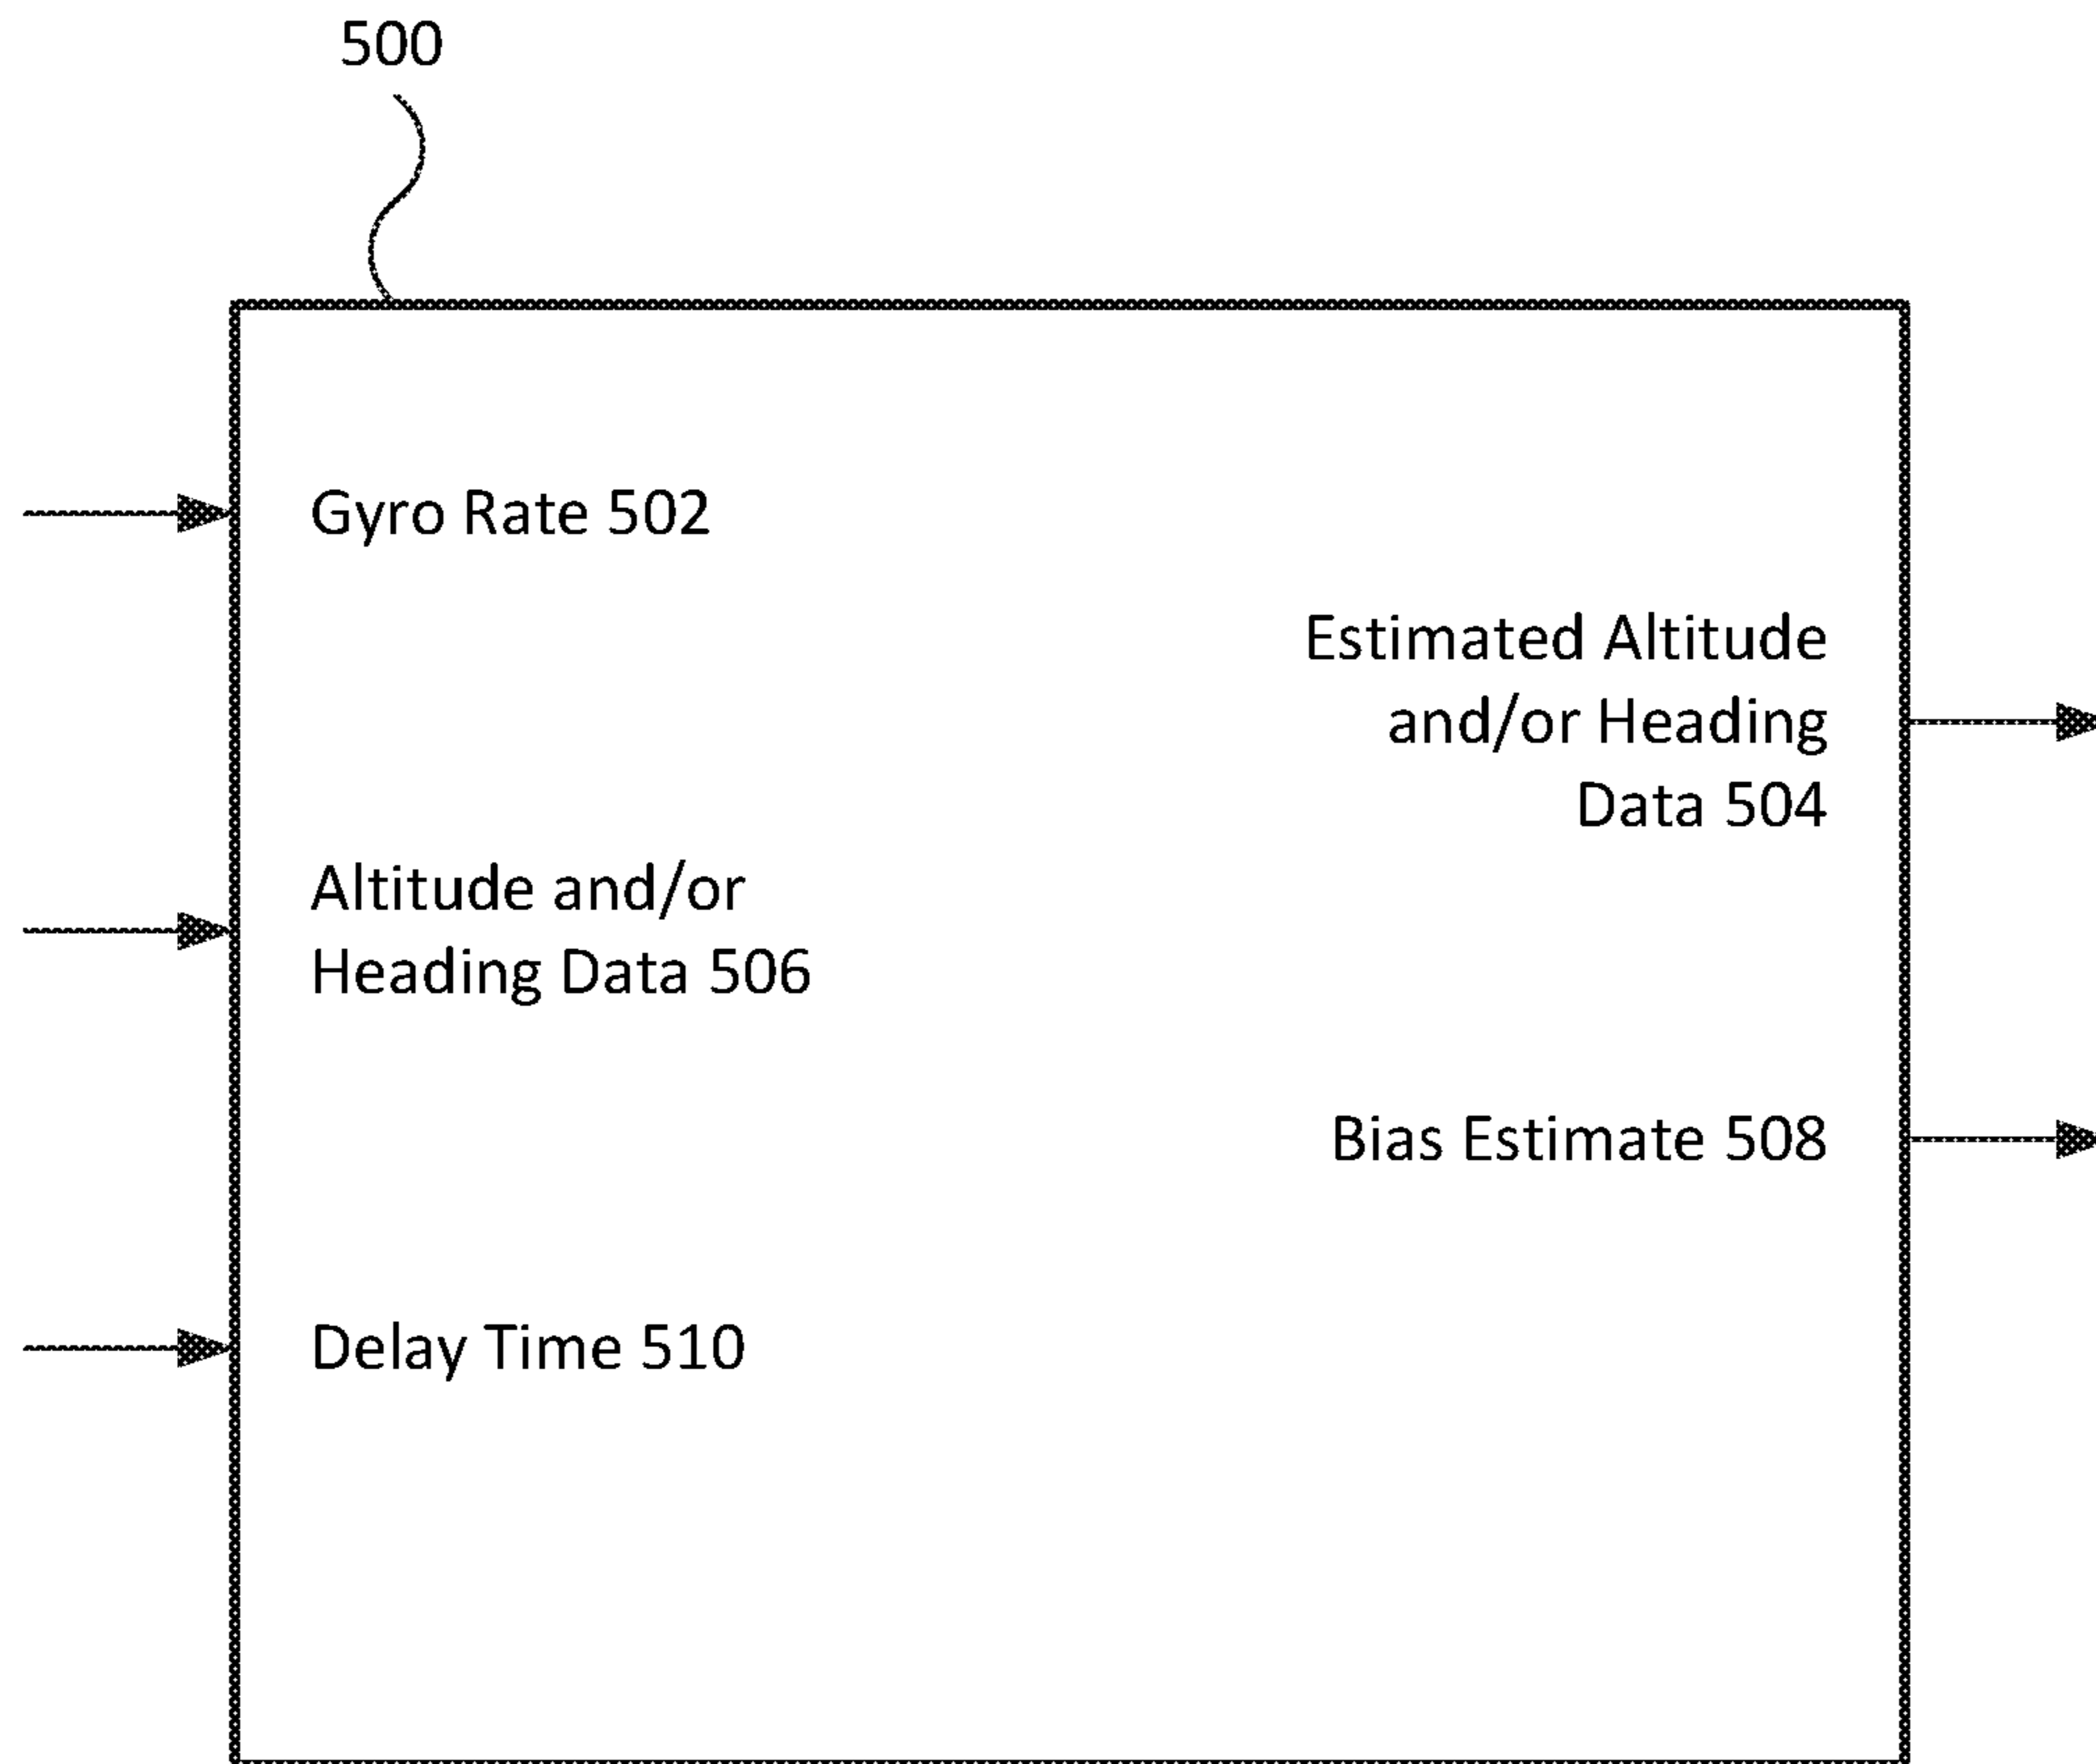 500
Gyro Rate 502
Estimated Altitude
and/or Heading
Data 504
Altitude and/or
Heading Data 506
Bias Estimate 508
Delay Time 510